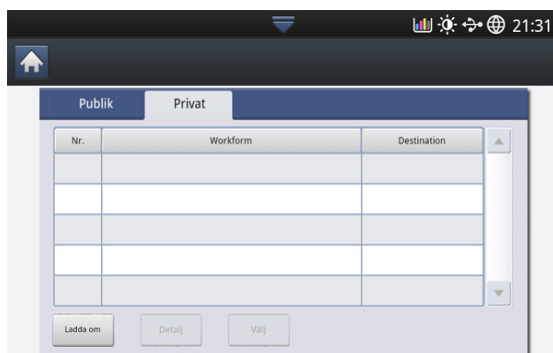 21:31
Publik Privat
Nr. Workform Destination
Ladda om Detalj Välj